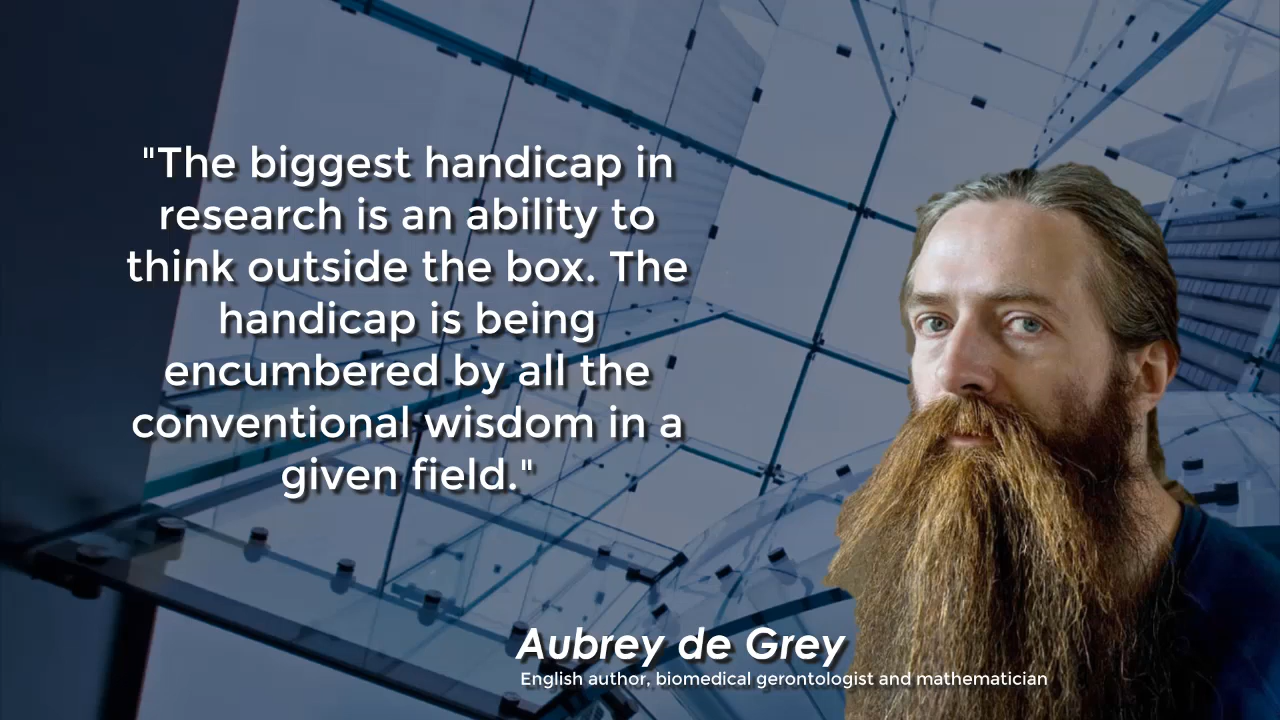 "The biggest handicap in
research is an ability to
think outside the box. The
handicap is being
encumbered by all the
conventional wisdom in a
given field."
Aubrey de Grey
English author, biomedical gerontologist and mathematician